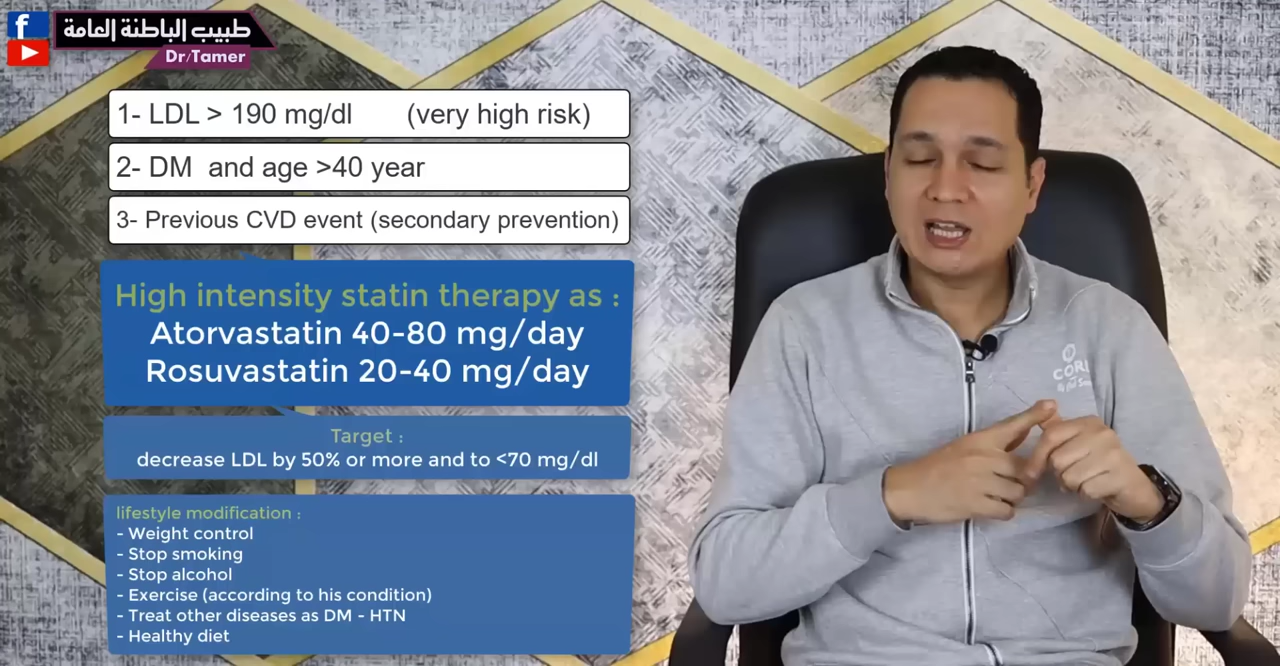 طبيب الباطنة العامة
Dr/Tamer
1- LDL > 190 mg/dl (very high risk)
2- DM and age >40 year
3- Previous CVD event (secondary prevention)
High intensity statin therapy as :
Atorvastatin 40-80 mg/day
Rosuvastatin 20-40 mg/day
Target :
decrease LDL by 50% or more and to <70 mg/dl
lifestyle modification :
- Weight control
- Stop smoking
- Stop alcohol
- Exercise (according to his condition)
- Treat other diseases as DM - HTN
- Healthy diet